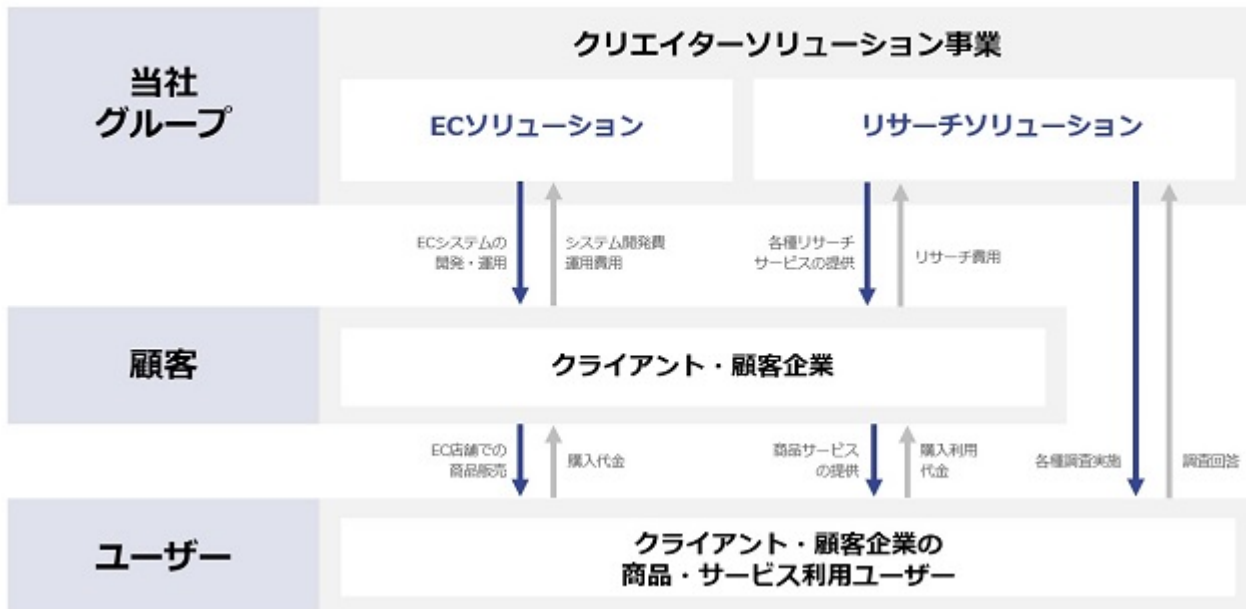 クリエイターソリューション事業
当社
グループ
ECソリューション
リサーチソリューション
ECシステムの
開発・運用
システム開発費
運用費用
各種リサーチ
サービスの提供
リサーチ費用
顧客
クライアント・顧客企業
EC店舗での
商品販売
購入代金
商品サービス
の提供
購入利用
代金
各種調査実施
調査回答
ユーザー
クライアント・顧客企業の
商品・サービス利用ユーザー